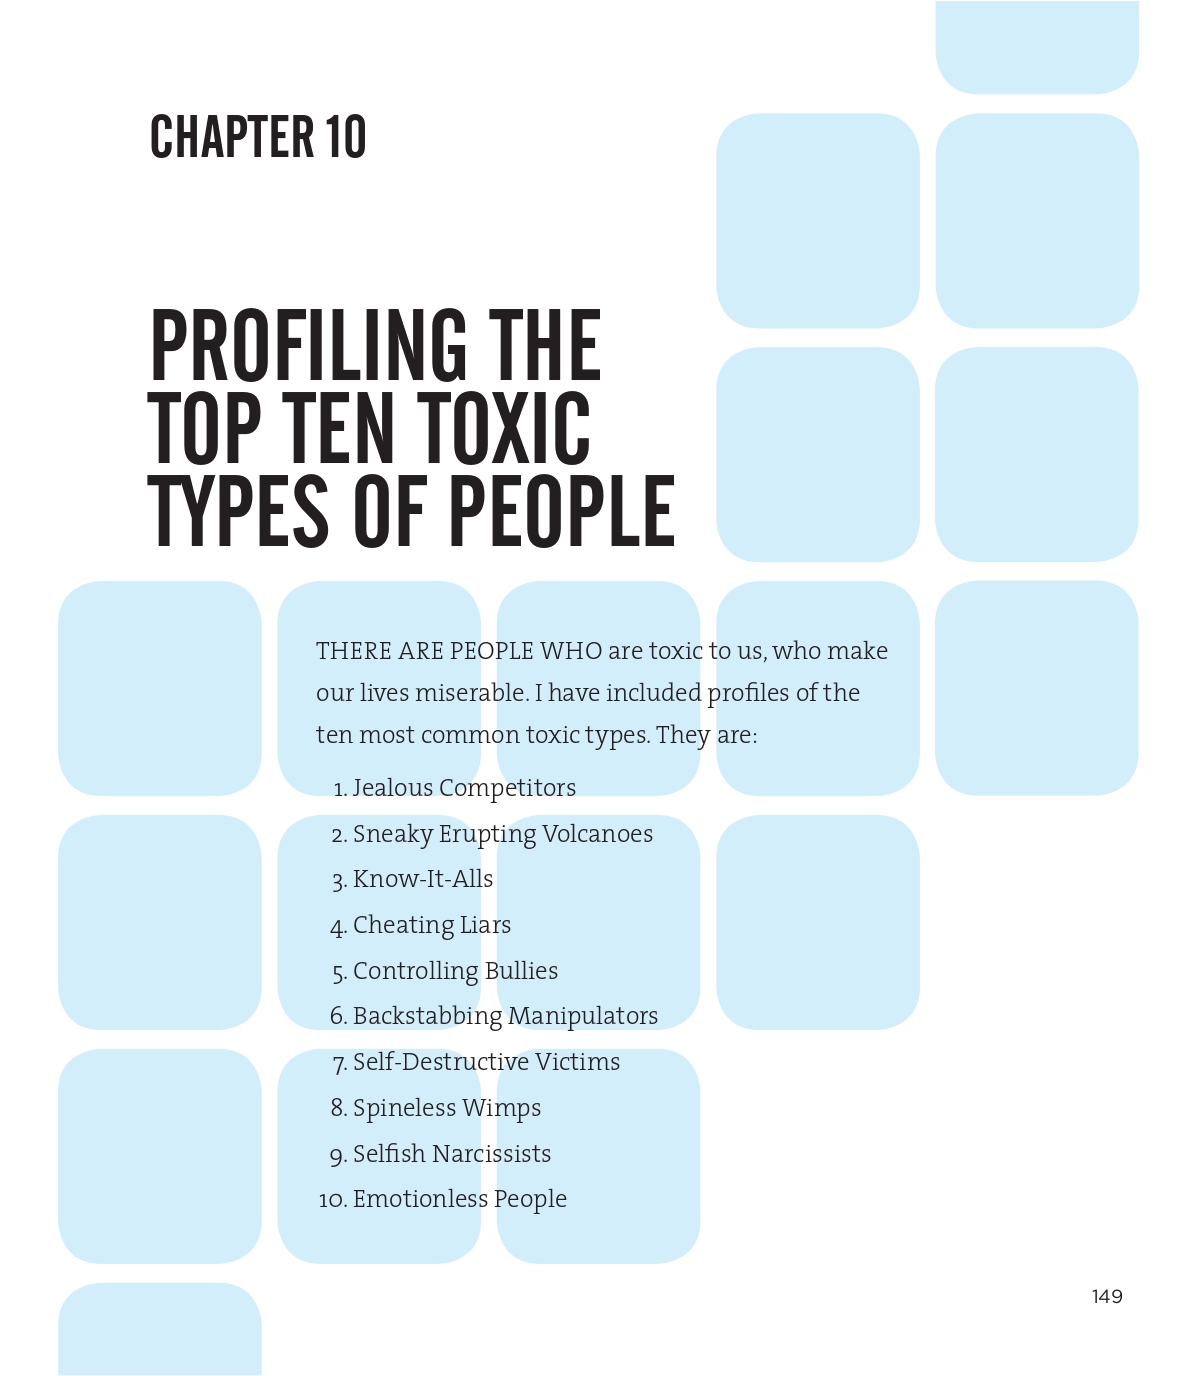 CHAPTER 10
PROFILING THE
TOP TEN TOXIC
TYPES OF PEOPLE
THERE ARE PEOPLE WHO are toxic to us, who make
our lives miserable. I have included profiles of the
ten most common toxic types. They are:
1. Jealous Competitors
2. Sneaky Erupting Volcanoes
3. Know-It-Alls
4. Cheating Liars
5. Controlling Bullies
6. Backstabbing Manipulators
7. Self-Destructive Victims
8. Spineless Wimps
9. Selfish Narcissists
10. Emotionless People
149